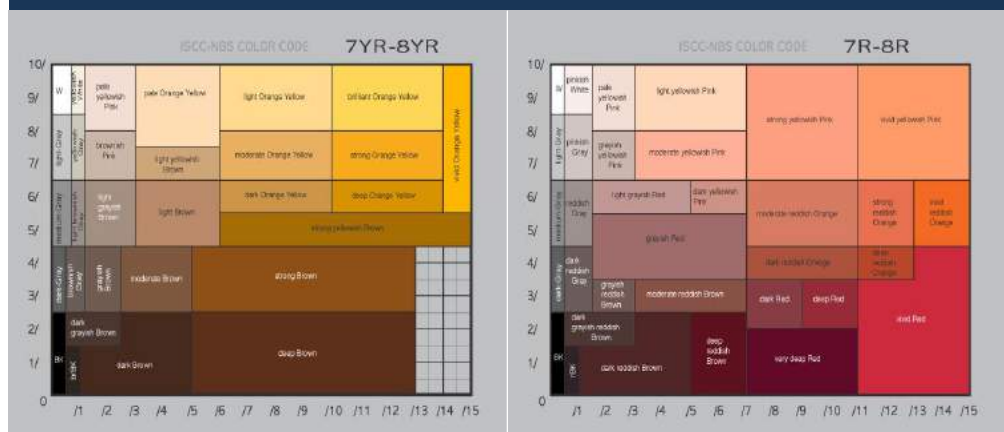 ISCC-NBS COLOR CODE 7YR-8YR
10/
9/
8/
7/
6/
5/
4/
3/
2/
1/
0
/1 /2 /3 /4 /5 /6 /7 /8 /9 /10 /11 /12 /13 /14 /15
W
yellowish White
pale yellowish Pink
pale Orange Yellow
light Orange Yellow
brilliant Orange Yellow
vivid Orange Yellow
light-Gray
yellowish Gray
brownish Pink
light yellowish Brown
moderate Orange Yellow
strong Orange Yellow
medium-Gray
light grayish Brown
light Brown
dark Orange Yellow
deep Orange Yellow
strong yellowish Brown
dark-Gray
brownish Gray
grayish Brown
moderate Brown
strong Brown
BK
brBK
dark grayish Brown
dark Brown
deep Brown
ISCC-NBS COLOR CODE 7R-8R
10/
9/
8/
7/
6/
5/
4/
3/
2/
1/
0
/1 /2 /3 /4 /5 /6 /7 /8 /9 /10 /11 /12 /13 /14 /15
W
pinkish White
pale yellowish Pink
light yellowish Pink
strong yellowish Pink
vivid yellowish Pink
light-Gray
pinkish Gray
grayish yellowish Pink
moderate yellowish Pink
medium-Gray
reddish Gray
light grayish Red
dark yellowish Pink
grayish Red
moderate reddish Orange
strong reddish Orange
vivid reddish Orange
dark-Gray
dark reddish Gray
dark reddish Orange
deep reddish Orange
grayish reddish Brown
moderate reddish Brown
dark Red
deep Red
vivid Red
BK
rBK
dark grayish reddish Brown
dark reddish Brown
deep reddish Brown
very deep Red